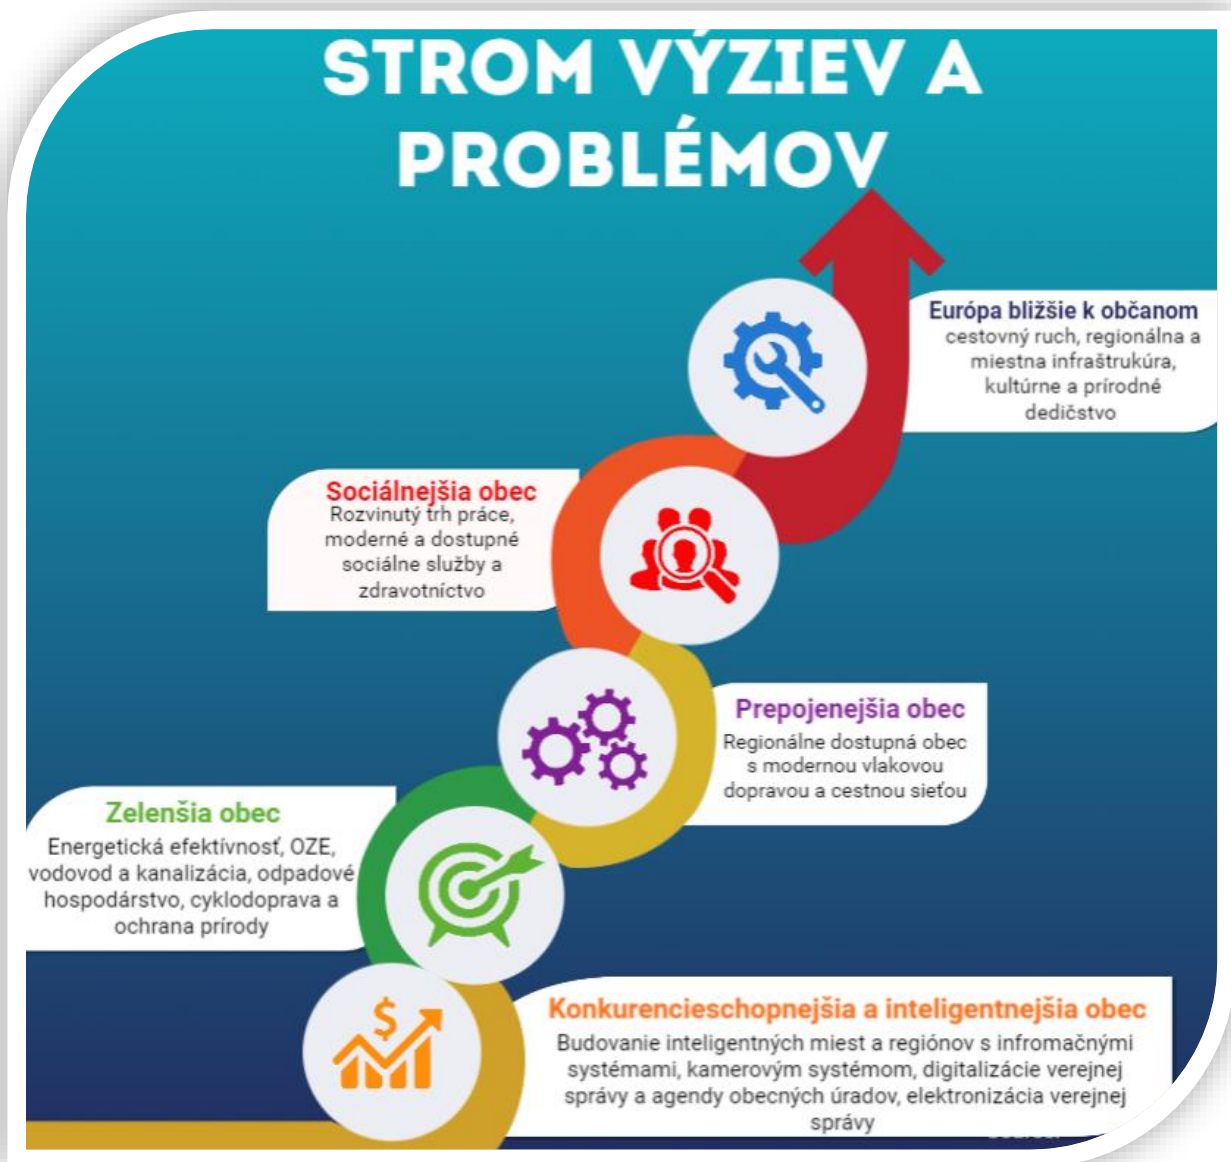 STROM VÝZIEV A
PROBLÉMOV
Európa bližšie k občanom
cestovný ruch, regionálna a
miestna infraštrukúra,
kultúrne a prírodné
dedičstvo
Sociálnejšia obec
Rozvinutý trh práce,
moderné a dostupné
sociálne služby a
zdravotníctvo
Prepojenejšia obec
Regionálne dostupná obec
s modernou vlakovou
dopravou a cestnou sieťou
Zelenšia obec
Energetická efektívnosť, OZE,
vodovod a kanalizácia, odpadové
hospodárstvo, cyklodoprava a
ochrana prírody
$
Konkurencieschopnejšia a inteligentnejšia obec
Budovanie inteligentných miest a regiónov s infromačnými
systémami, kamerovým systémom, digitalizácie verejnej
správy a agendy obecných úradov, elektronizácia verejnej
správy